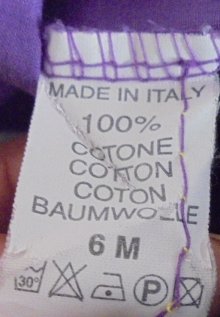 MADE IN ITALY
100%
COTONE
COTTON
COTON
BAUMWOLLE
6 M
30°
P